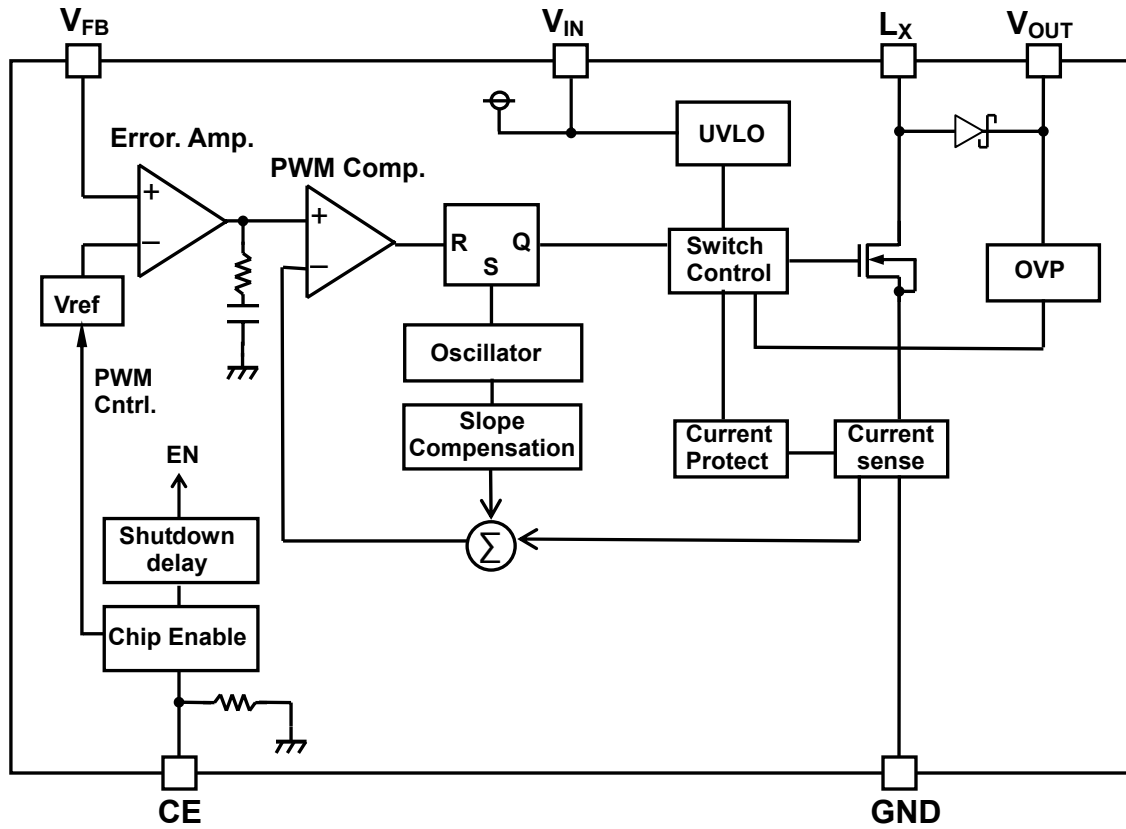 VFB
VIN
LX
VOUT
Error. Amp.
PWM Comp.
UVLO
+
−
+
−
R
S
Q
Switch
Control
OVP
Vref
Oscillator
PWM
Cntrl.
Slope
Compensation
Current
Protect
Current
sense
EN
Shutdown
delay
Σ
Chip Enable
CE
GND